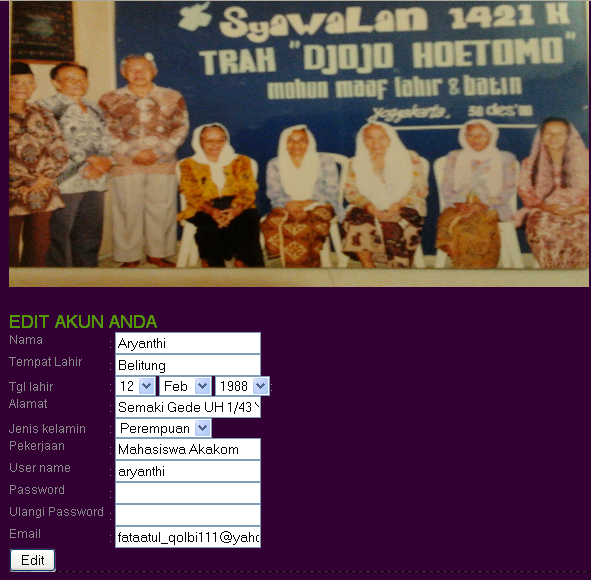 Syawalan 1421 H
TRAH "DJOJO HOETOMO"
mohon maaf lahir & batin
Yogyakarta, 30 des'00
EDIT AKUN ANDA
Nama : Aryanthi
Tempat Lahir : Belitung
Tgl lahir : 12 Feb 1988 :
Alamat : Semaki Gede UH 1/43
Jenis kelamin : Perempuan
Pekerjaan : Mahasiswa Akakom
User name : aryanthi
Password :
Ulangi Password :
Email : fataatul_qolbi111@yaho
Edit